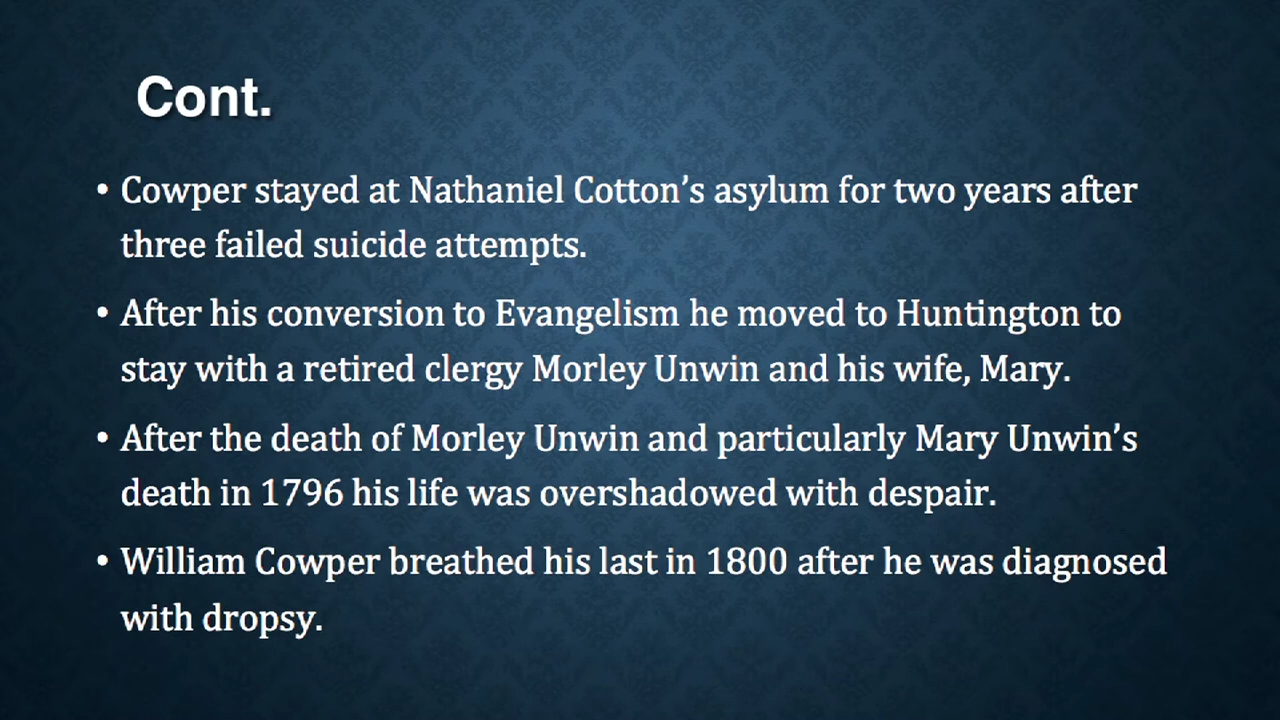 Cont.
• Cowper stayed at Nathaniel Cotton’s asylum for two years after
three failed suicide attempts.
• After his conversion to Evangelism he moved to Huntington to
stay with a retired clergy Morley Unwin and his wife, Mary.
• After the death of Morley Unwin and particularly Mary Unwin’s
death in 1796 his life was overshadowed with despair.
• William Cowper breathed his last in 1800 after he was diagnosed
with dropsy.